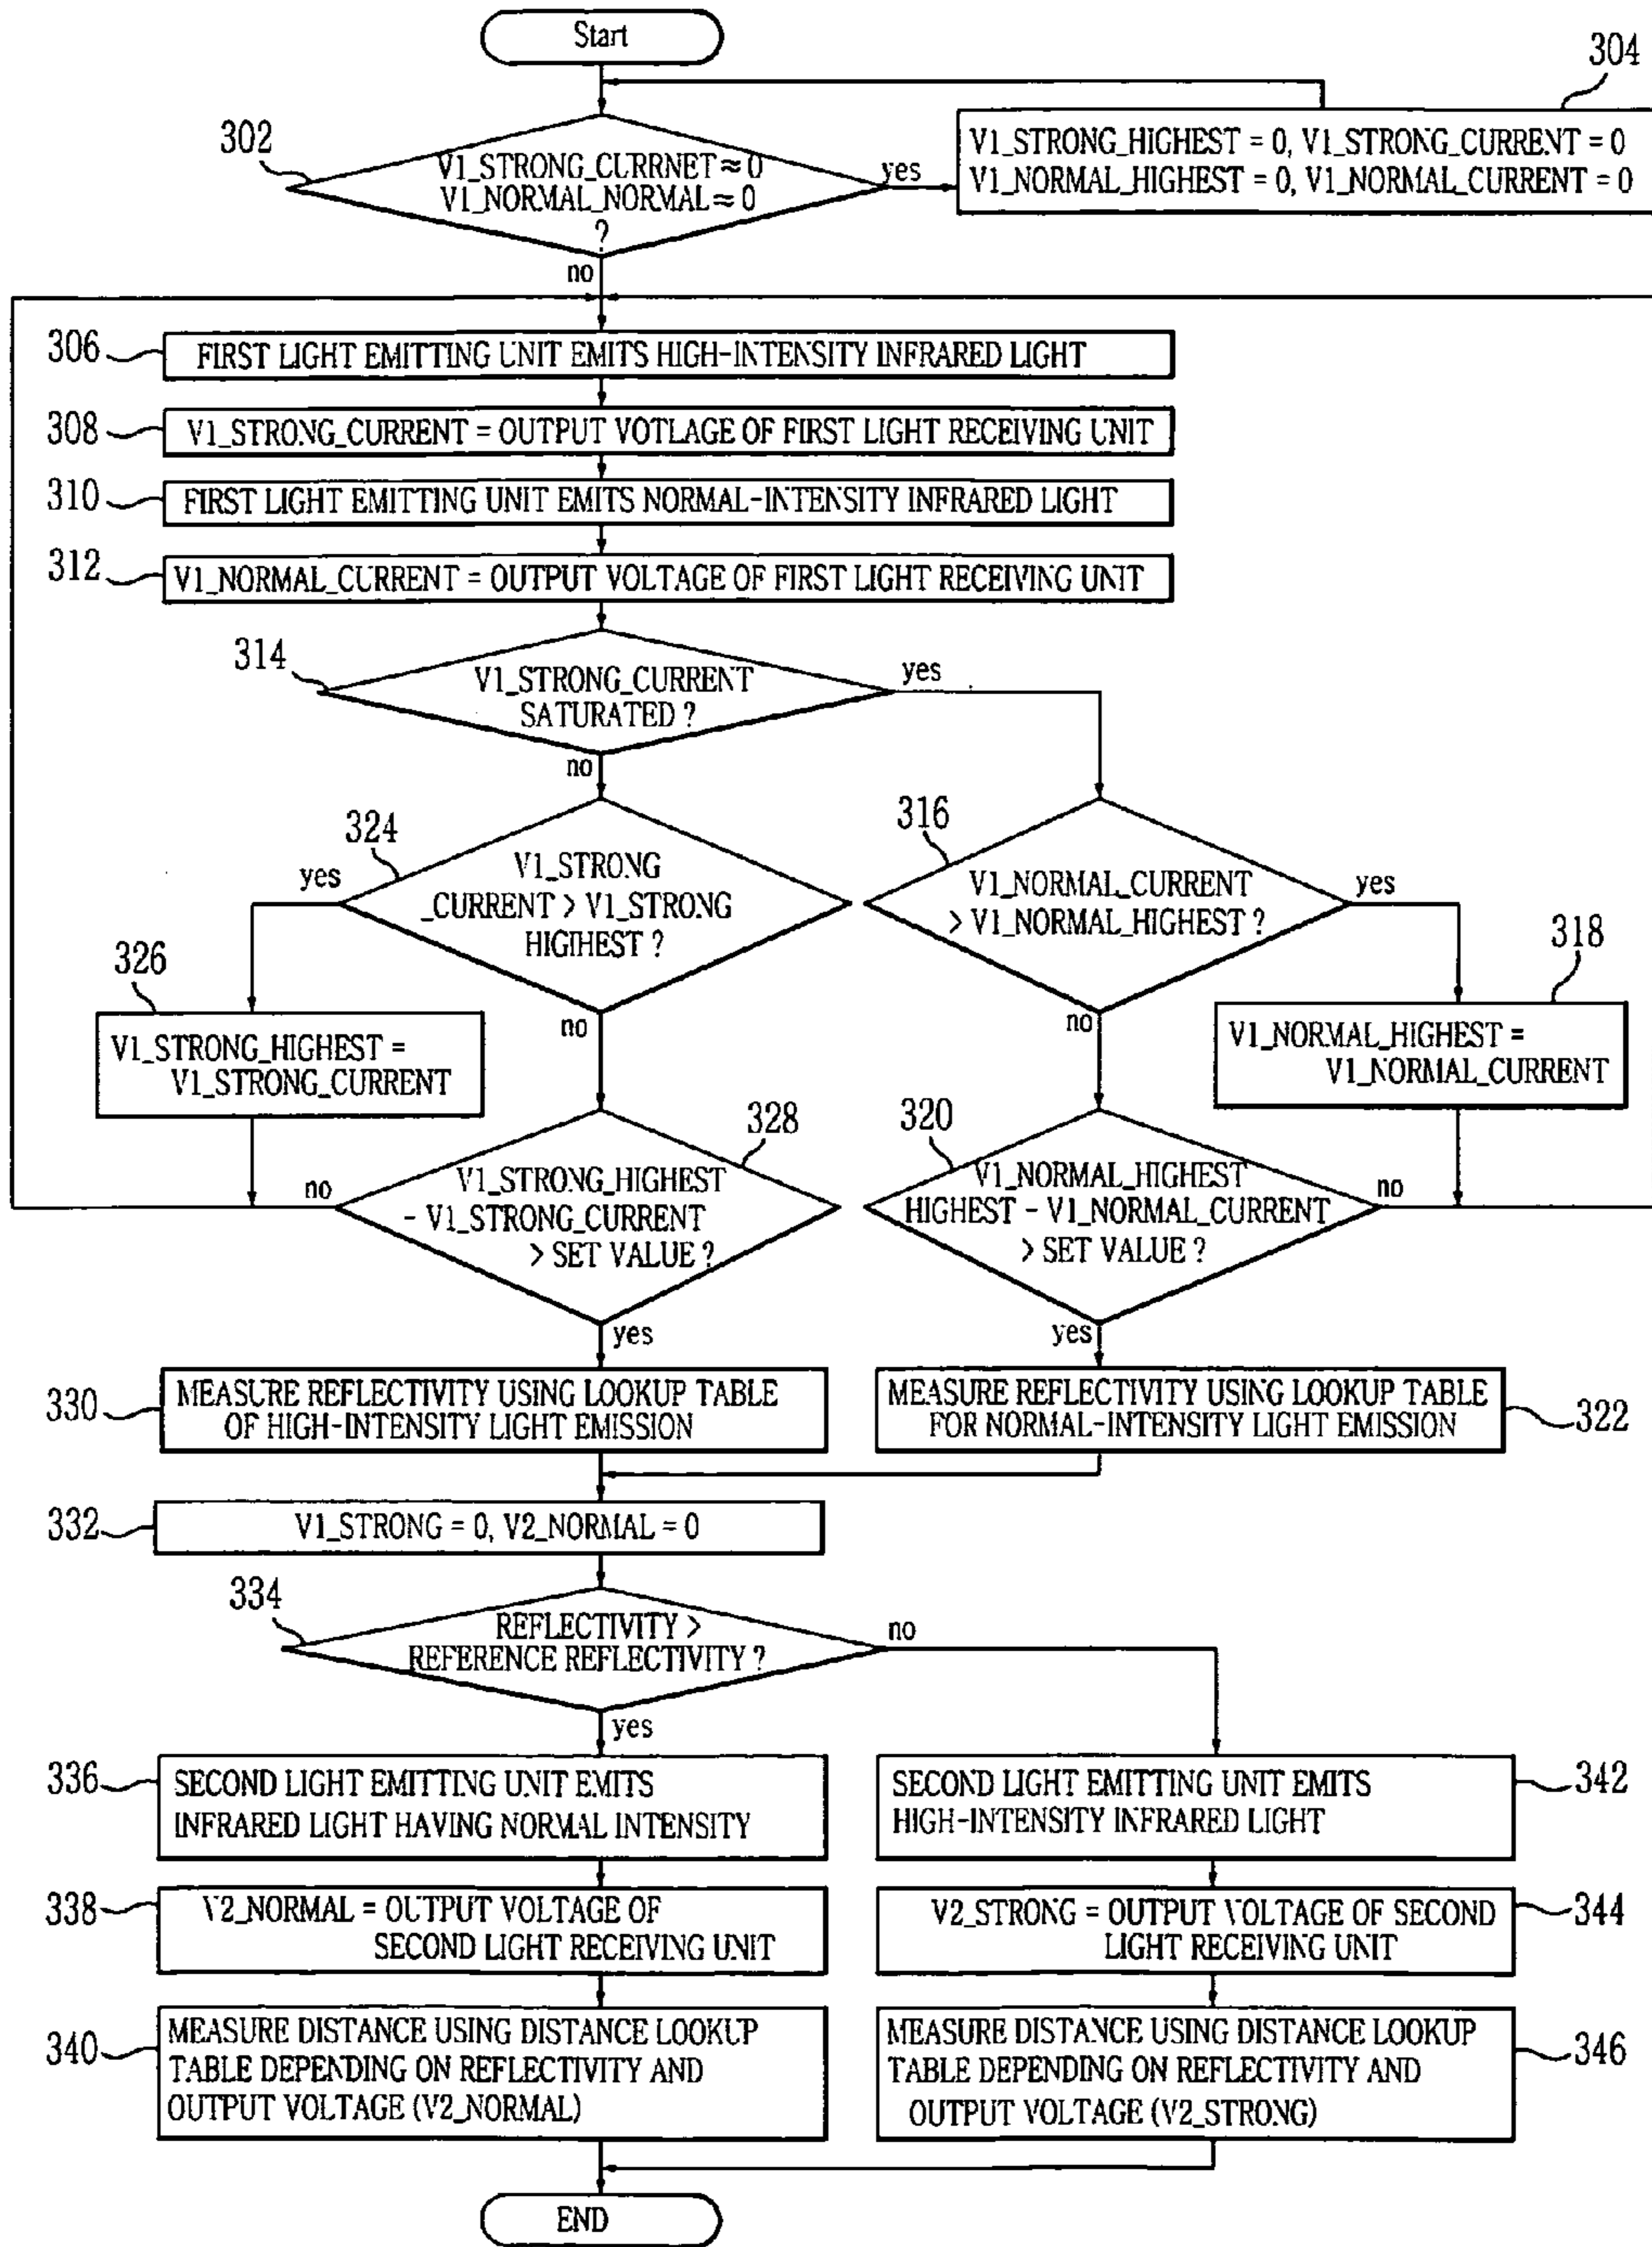 Start
304
302
V1_STRONG_CURRNET ≈ 0
V1_NORMAL_NORMAL ≈ 0
?
yes
V1_STRONG_HIGHEST = 0, V1_STRONG_CURRENT = 0
V1_NORMAL_HIGHEST = 0, V1_NORMAL_CURRENT = 0
no
306
FIRST LIGHT EMITTING UNIT EMITS HIGH-INTENSITY INFRARED LIGHT
308
V1_STRONG_CURRENT = OUTPUT VOTLAGE OF FIRST LIGHT RECEIVING UNIT
310
FIRST LIGHT EMITTING UNIT EMITS NORMAL-INTENSITY INFRARED LIGHT
312
V1_NORMAL_CURRENT = OUTPUT VOLTAGE OF FIRST LIGHT RECEIVING UNIT
314
V1_STRONG_CURRENT
SATURATED ?
yes
no
324
V1_STRONG
_CURRENT > V1_STRONG
HIGIHEST ?
yes
no
316
V1_NORMAL_CURRENT
> V1_NORMAL_HIGHEST ?
yes
no
326
V1_STRONG_HIGHEST =
V1_STRONG_CURRENT
318
V1_NORMAL_HIGHEST =
V1_NORMAL_CURRENT
328
V1_STRONG_HIGHEST
- V1_STRONG_CURRENT
> SET VALUE ?
no
yes
320
V1_NORMAL_HIGHEST
HIGHEST - V1_NORMAL_CURRENT
> SET VALUE ?
no
yes
330
MEASURE REFLECTIVITY USING LOOKUP TABLE
OF HIGH-INTENSITY LIGHT EMISSION
MEASURE REFLECTIVITY USING LOOKUP TABLE
FOR NORMAL-INTENSITY LIGHT EMISSION
322
332
V1_STRONG = 0, V2_NORMAL = 0
334
REFLECTIVITY >
REFERENCE REFLECTIVITY ?
no
yes
336
SECOND LIGHT EMITTING UNIT EMITS
INFRARED LIGHT HAVING NORMAL INTENSITY
SECOND LIGHT EMITTING UNIT EMITS
HIGH-INTENSITY INFRARED LIGHT
342
338
V2_NORMAL = OUTPUT VOLTAGE OF
SECOND LIGHT RECEIVING UNIT
V2_STRONG = OUTPUT VOLTAGE OF SECOND
LIGHT RECEIVING UNIT
344
340
MEASURE DISTANCE USING DISTANCE LOOKUP
TABLE DEPENDING ON REFLECTIVITY AND
OUTPUT VOLTAGE (V2_NORMAL)
MEASURE DISTANCE USING DISTANCE LOOKUP
TABLE DEPENDING ON REFLECTIVITY AND
OUTPUT VOLTAGE (V2_STRONG)
346
END